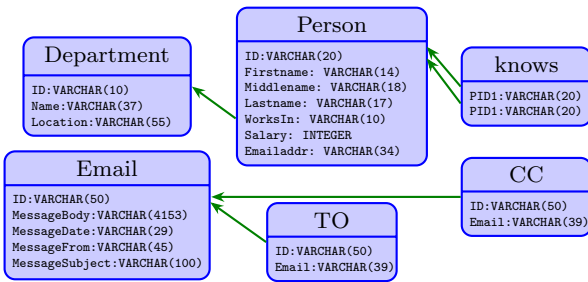 Department
ID:VARCHAR(10)
Name:VARCHAR(37)
Location:VARCHAR(55)
Person
ID:VARCHAR(20)
Firstname: VARCHAR(14)
Middlename: VARCHAR(18)
Lastname: VARCHAR(17)
WorksIn: VARCHAR(10)
Salary: INTEGER
Emailaddr: VARCHAR(34)
knows
PID1:VARCHAR(20)
PID1:VARCHAR(20)
Email
ID:VARCHAR(50)
MessageBody:VARCHAR(4153)
MessageDate:VARCHAR(29)
MessageFrom:VARCHAR(45)
MessageSubject:VARCHAR(100)
TO
ID:VARCHAR(50)
Email:VARCHAR(39)
CC
ID:VARCHAR(50)
Email:VARCHAR(39)